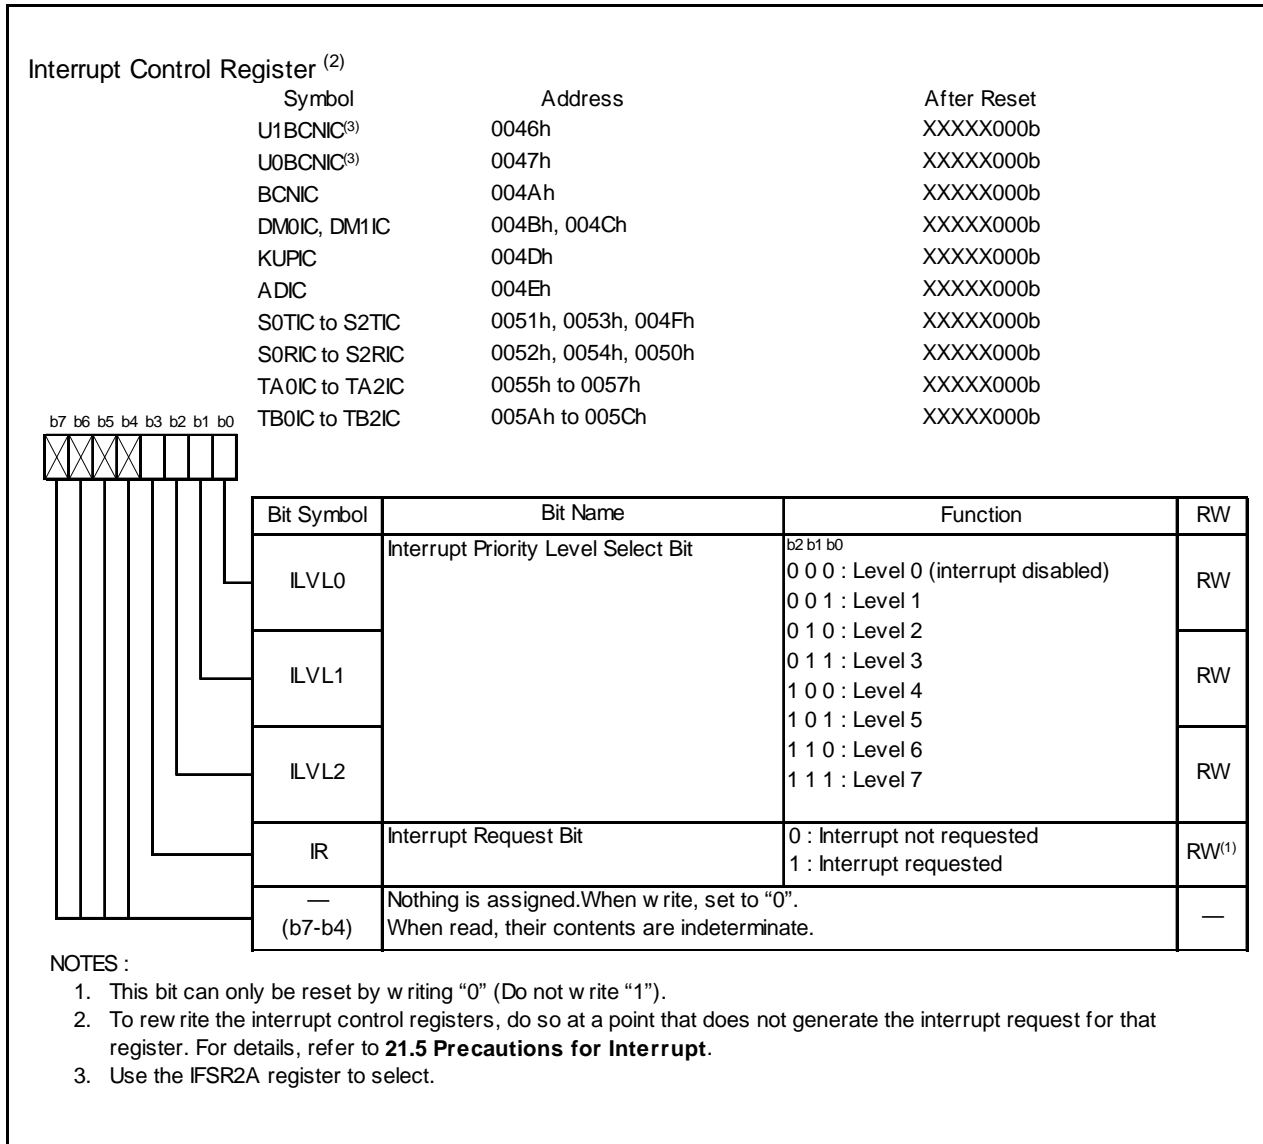 Interrupt Control Register (2)
Symbol Address After Reset
U1BCNIC(3) 0046h XXXXX000b
U0BCNIC(3) 0047h XXXXX000b
BCNIC 004Ah XXXXX000b
DM0IC, DM1IC 004Bh, 004Ch XXXXX000b
KUPIC 004Dh XXXXX000b
ADIC 004Eh XXXXX000b
S0TIC to S2TIC 0051h, 0053h, 004Fh XXXXX000b
S0RIC to S2RIC 0052h, 0054h, 0050h XXXXX000b
TA0IC to TA2IC 0055h to 0057h XXXXX000b
TB0IC to TB2IC 005Ah to 005Ch XXXXX000b
b7 b6 b5 b4 b3 b2 b1 b0
Bit Symbol Bit Name Function RW
ILVL0 Interrupt Priority Level Select Bit b2 b1 b0
0 0 0 : Level 0 (interrupt disabled) RW
0 0 1 : Level 1
0 1 0 : Level 2
ILVL1 0 1 1 : Level 3 RW
1 0 0 : Level 4
1 0 1 : Level 5
ILVL2 1 1 0 : Level 6 RW
1 1 1 : Level 7
IR Interrupt Request Bit 0 : Interrupt not requested RW(1)
1 : Interrupt requested
— Nothing is assigned.When write, set to “0”. —
(b7-b4) When read, their contents are indeterminate.
NOTES :
1. This bit can only be reset by writing “0” (Do not write “1”).
2. To rewrite the interrupt control registers, do so at a point that does not generate the interrupt request for that
register. For details, refer to 21.5 Precautions for Interrupt.
3. Use the IFSR2A register to select.